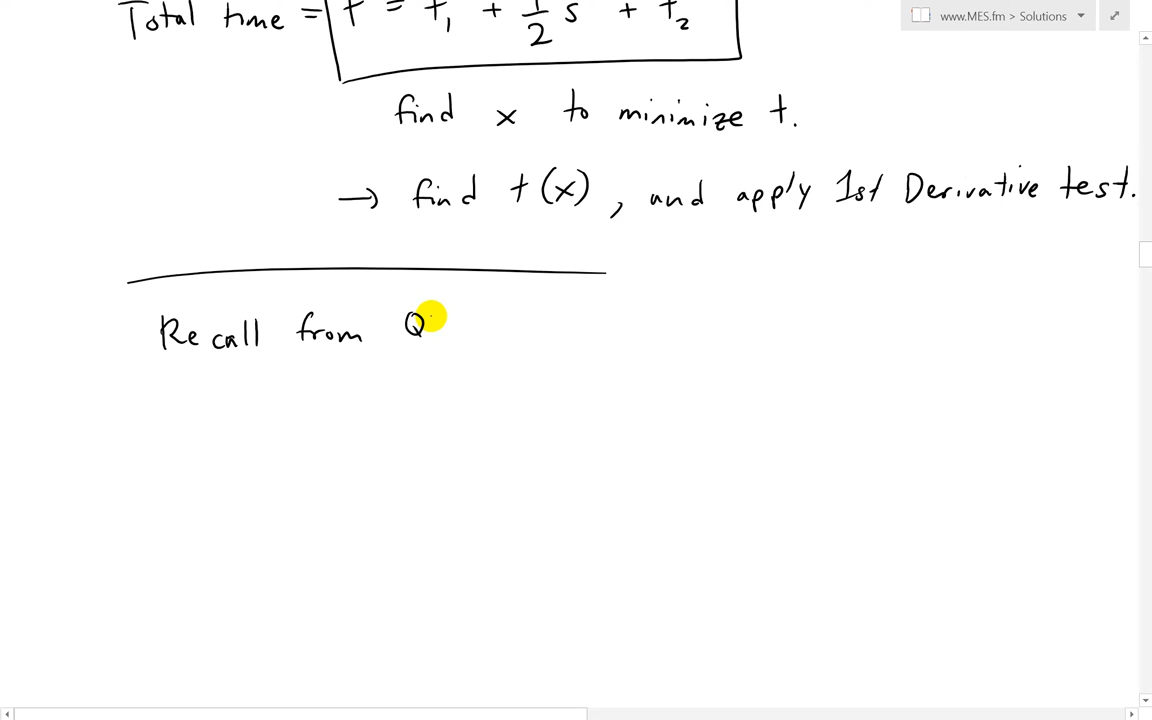 www.MES.fm > Solutions
Total time = t = t₁ + 1/2 s + t₂
find x to minimize t.
→ find t(x), and apply 1st Derivative test.
Recall from Q